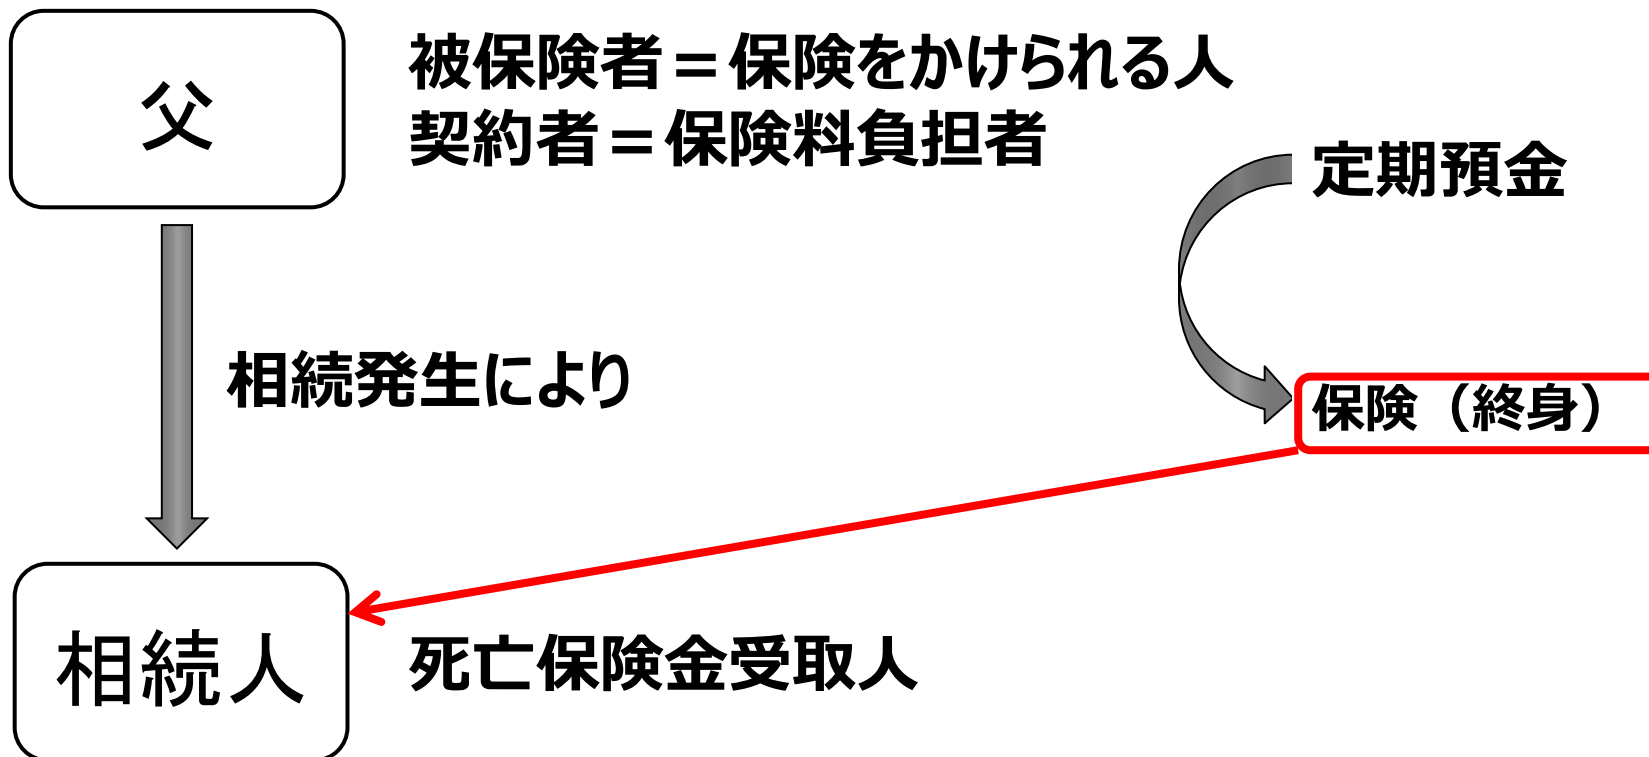 父
被保険者＝保険をかけられる人
契約者＝保険料負担者
定期預金
相続発生により
保険（終身）
相続人
死亡保険金受取人